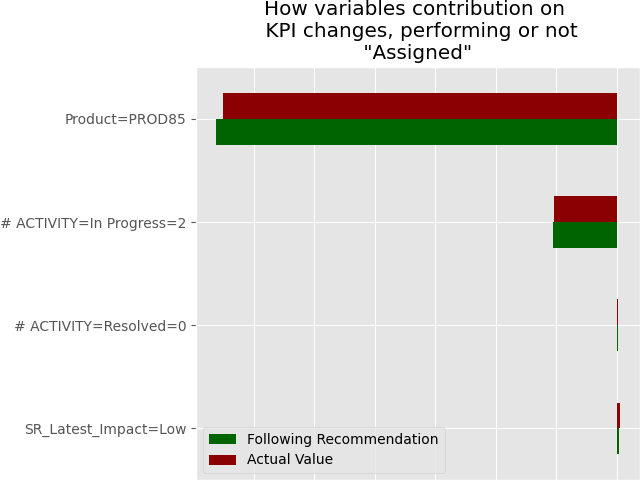 How variables contribution on
KPI changes, performing or not
"Assigned"
Product=PROD85
# ACTIVITY=In Progress=2
# ACTIVITY=Resolved=0
SR_Latest_Impact=Low
Following Recommendation
Actual Value